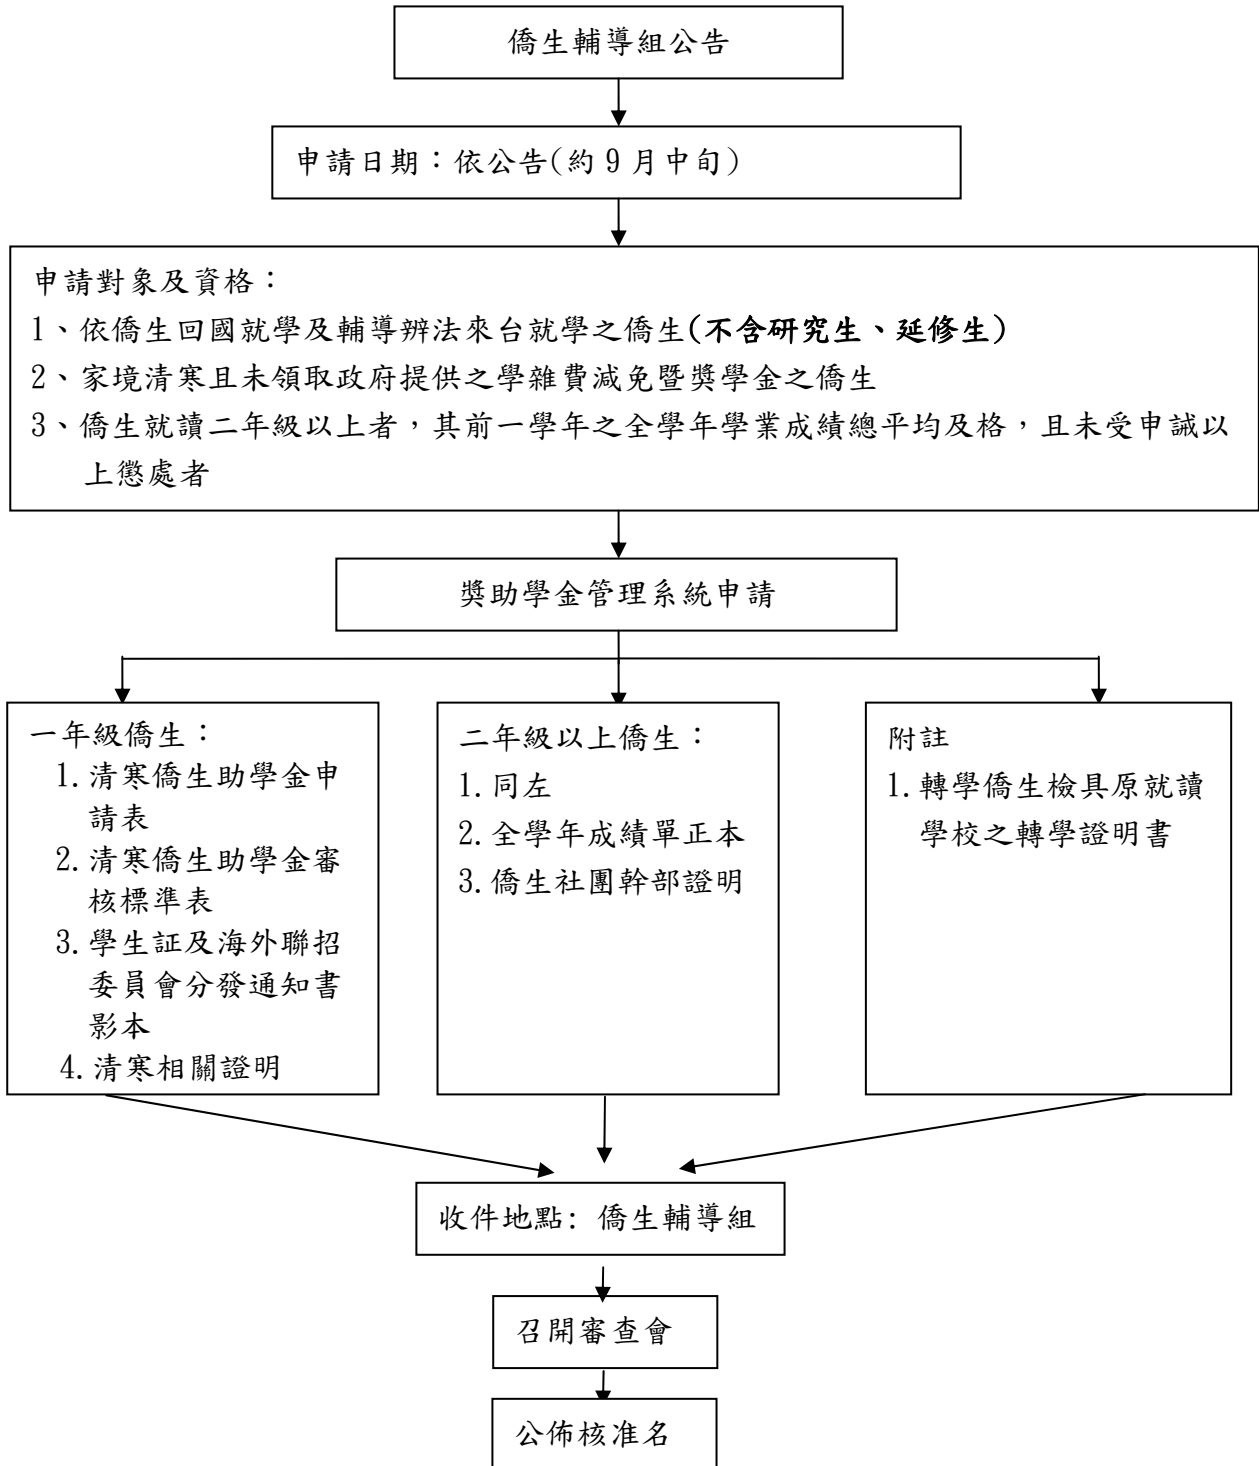 僑生輔導組公告
申請日期：依公告(約 9 月中旬)
申請對象及資格：
1、依僑生回國就學及輔導辨法來台就學之僑生(不含研究生、延修生)
2、家境清寒且未領取政府提供之學雜費減免暨獎學金之僑生
3、僑生就讀二年級以上者，其前一學年之全學年學業成績總平均及格，且未受申誡以
上懲處者
獎助學金管理系統申請
一年級僑生：
1.清寒僑生助學金申
請表
2.清寒僑生助學金審
核標準表
3.學生証及海外聯招
委員會分發通知書
影本
4.清寒相關證明
二年級以上僑生：
1.同左
2.全學年成績單正本
3.僑生社團幹部證明
附註
1.轉學僑生檢具原就讀
學校之轉學證明書
收件地點: 僑生輔導組
召開審查會
公佈核准名